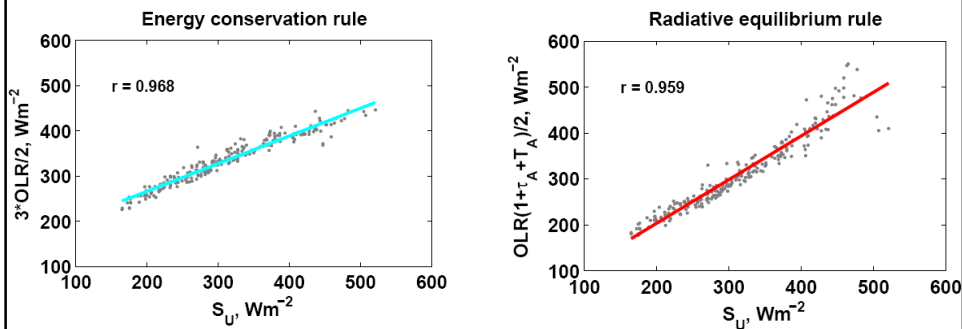 Energy conservation rule
600
500
400
300
200
100
3*OLR/2, Wm−2
r = 0.968
100 200 300 400 500 600
S_U, Wm−2
Radiative equilibrium rule
600
500
400
300
200
100
OLR(1+τ_A+T_A)/2, Wm−2
r = 0.959
100 200 300 400 500 600
S_U, Wm−2